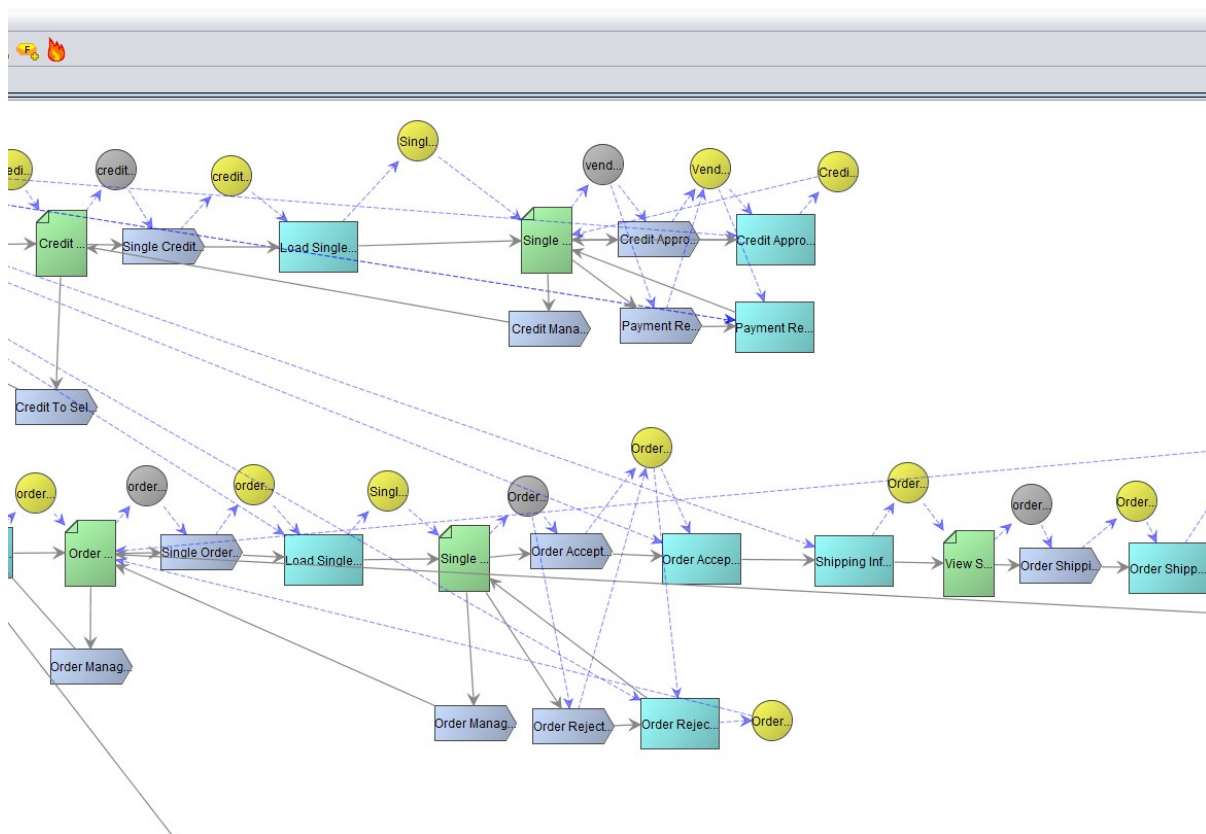 F
Singl...
edi...
credit...
credit...
vend...
Vend...
Credi...
Credit ...
Single Credit...
Load Single...
Single ...
Credit Appro...
Credit Appro...
Credit Mana...
Payment Re...
Payment Re...
Credit To Sel...
Order...
order...
order...
order...
Singl...
Order...
Order...
order...
Order...
Order ...
Single Order...
Load Single...
Single ...
Order Accept...
Order Accep...
Shipping Inf...
View S...
Order Shippi...
Order Shipp...
Order Manag...
Order Manag...
Order Reject...
Order Rejec...
Order...